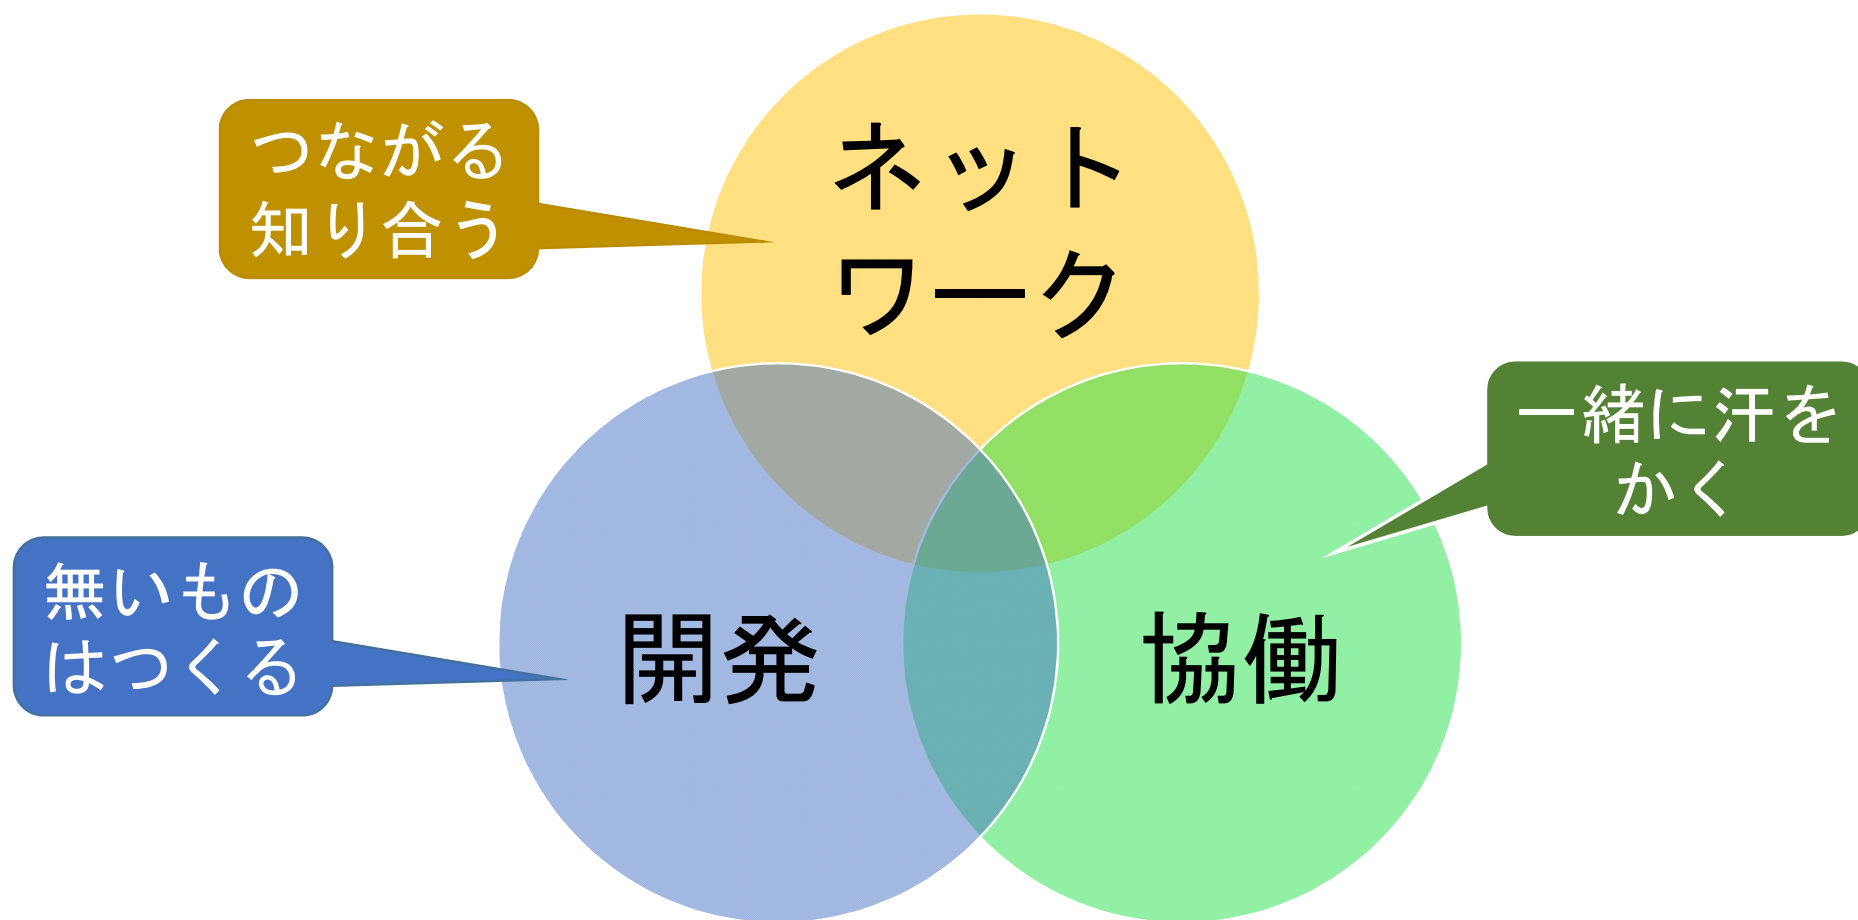 つながる
知り合う
ネット
ワーク
一緒に汗を
かく
無いもの
はつくる
開発
協働